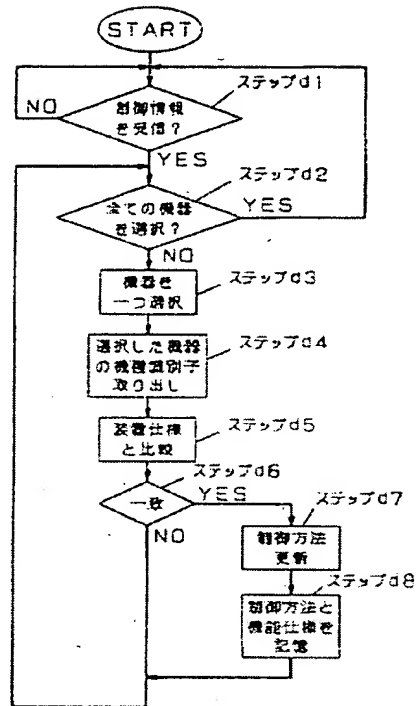 START
ステップd1
NO
制御情報
を受信?
YES
ステップd2
全ての機器
を選択?
YES
NO
ステップd3
機器を
一つ選択
ステップd4
選択した機器
の機種識別子
取り出し
ステップd5
装置仕様
と比較
ステップd6
一致
YES
ステップd7
NO
制御方法
更新
ステップd8
制御方法と
機能仕様を
記憶